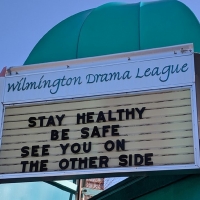 Wilmington Drama League
STAY HEALTHY
BE SAFE
SEE YOU ON
THE OTHER SIDE